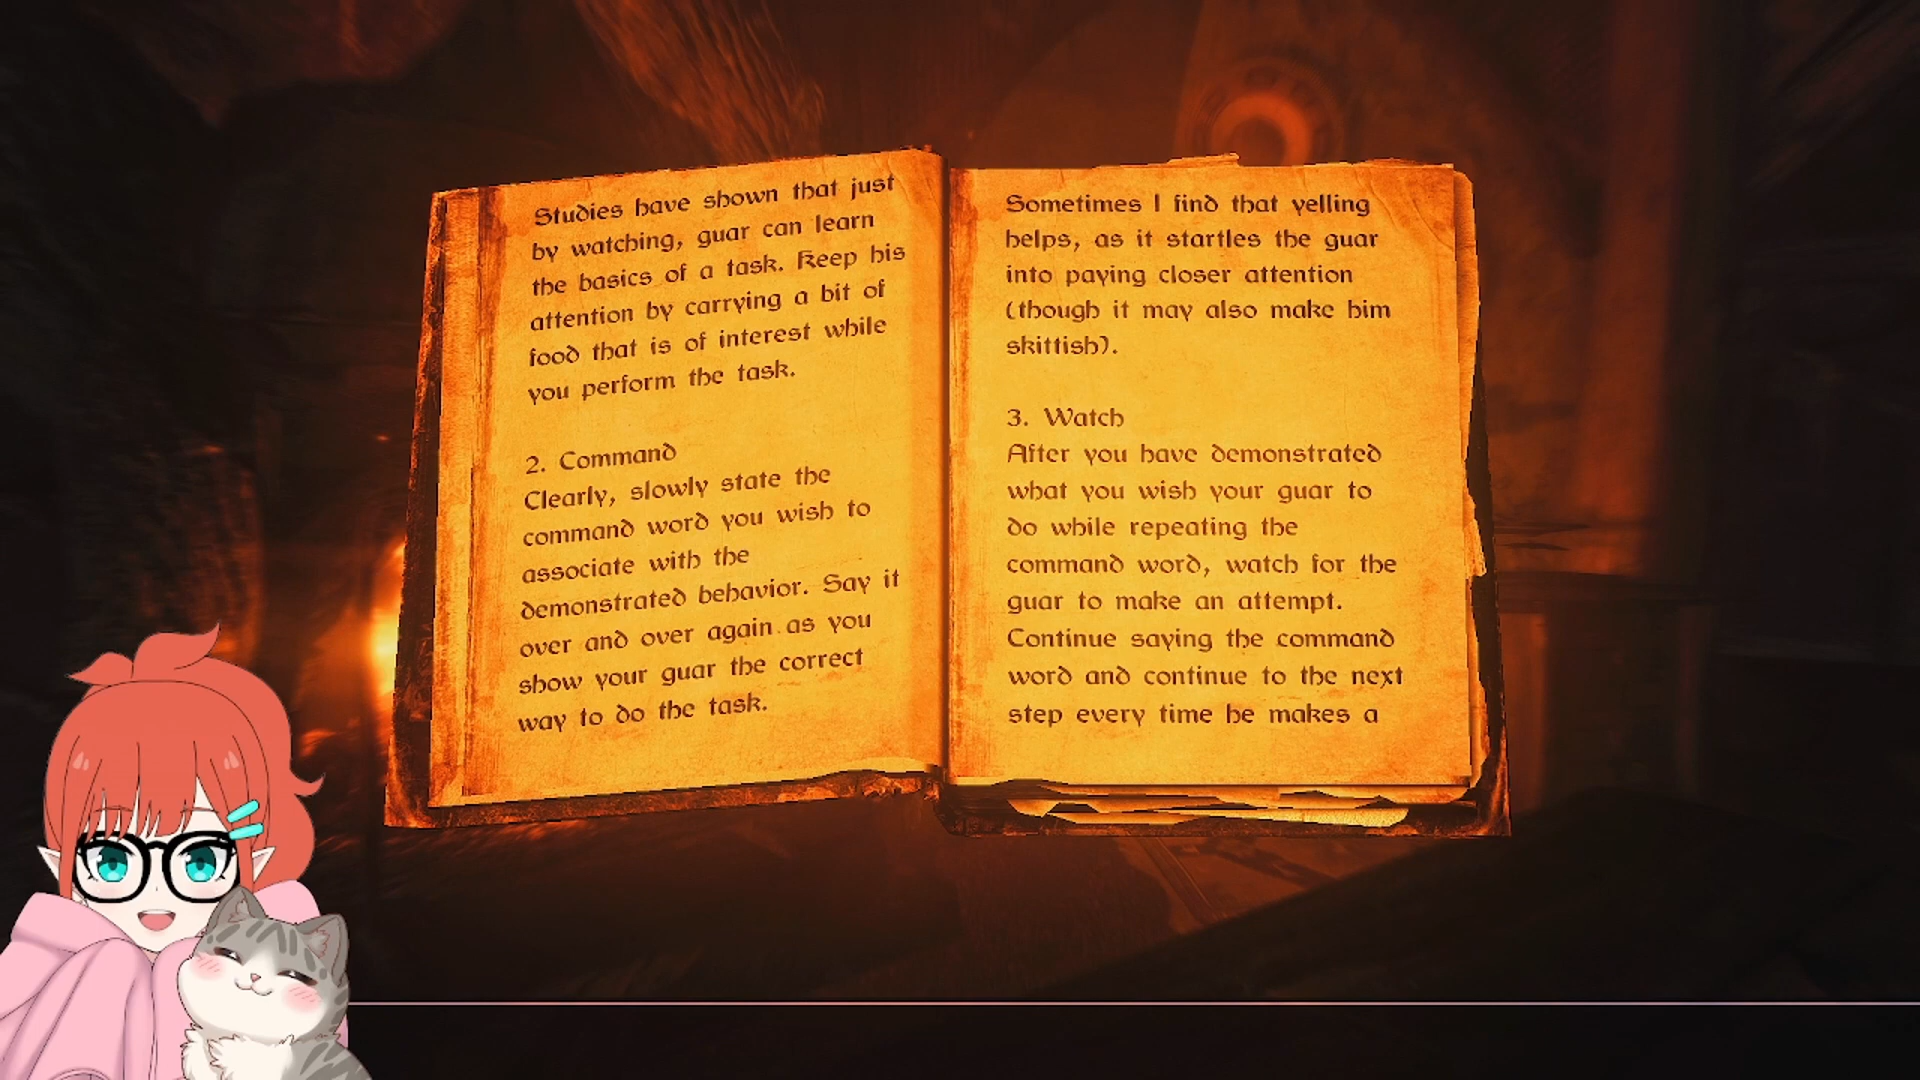 Studies have shown that just
by watching, guar can learn
the basics of a task. Keep his
attention by carrying a bit of
food that is of interest while
you perform the task.
2. Command
Clearly, slowly state the
command word you wish to
associate with the
demonstrated behavior. Say it
over and over again as you
show your guar the correct
way to do the task.
Sometimes I find that yelling
helps, as it startles the guar
into paying closer attention
(though it may also make him
skittish).
3. Watch
After you have demonstrated
what you wish your guar to
do while repeating the
command word, watch for the
guar to make an attempt.
Continue saying the command
word and continue to the next
step every time he makes a